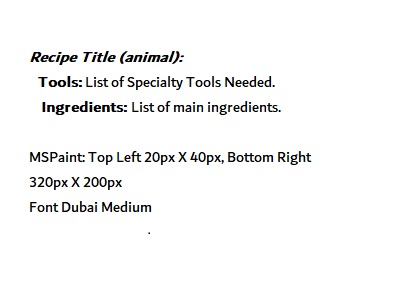 Recipe Title (animal):
Tools: List of Specialty Tools Needed.
Ingredients: List of main ingredients.
MSPaint: Top Left 20px X 40px, Bottom Right
320px X 200px
Font Dubai Medium
.